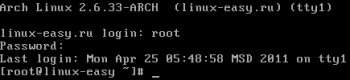 Arch Linux 2.6.33-ARCH  (linux-easy.ru) (tty1)
linux-easy.ru login: root
Password:
Last login: Mon Apr 25 05:48:58 MSD 2011 on tty1
[root@linux-easy ~]# _